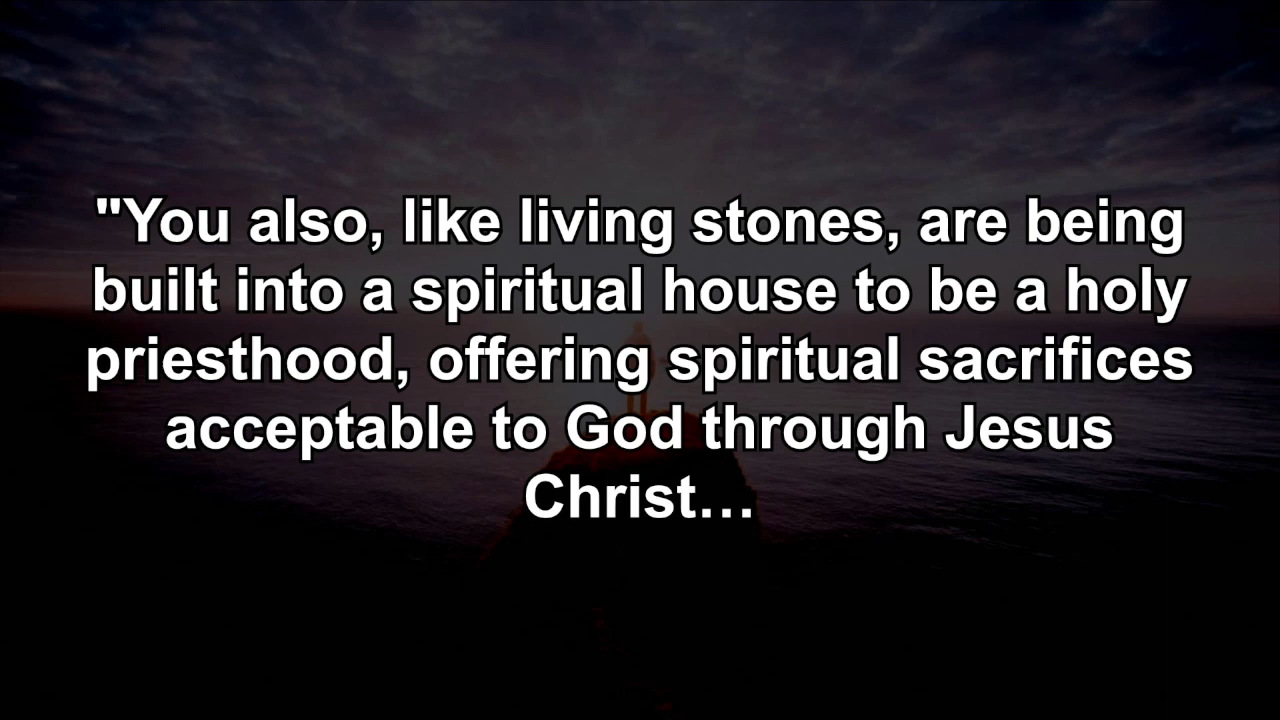 "You also, like living stones, are being
built into a spiritual house to be a holy
priesthood, offering spiritual sacrifices
acceptable to God through Jesus
Christ…